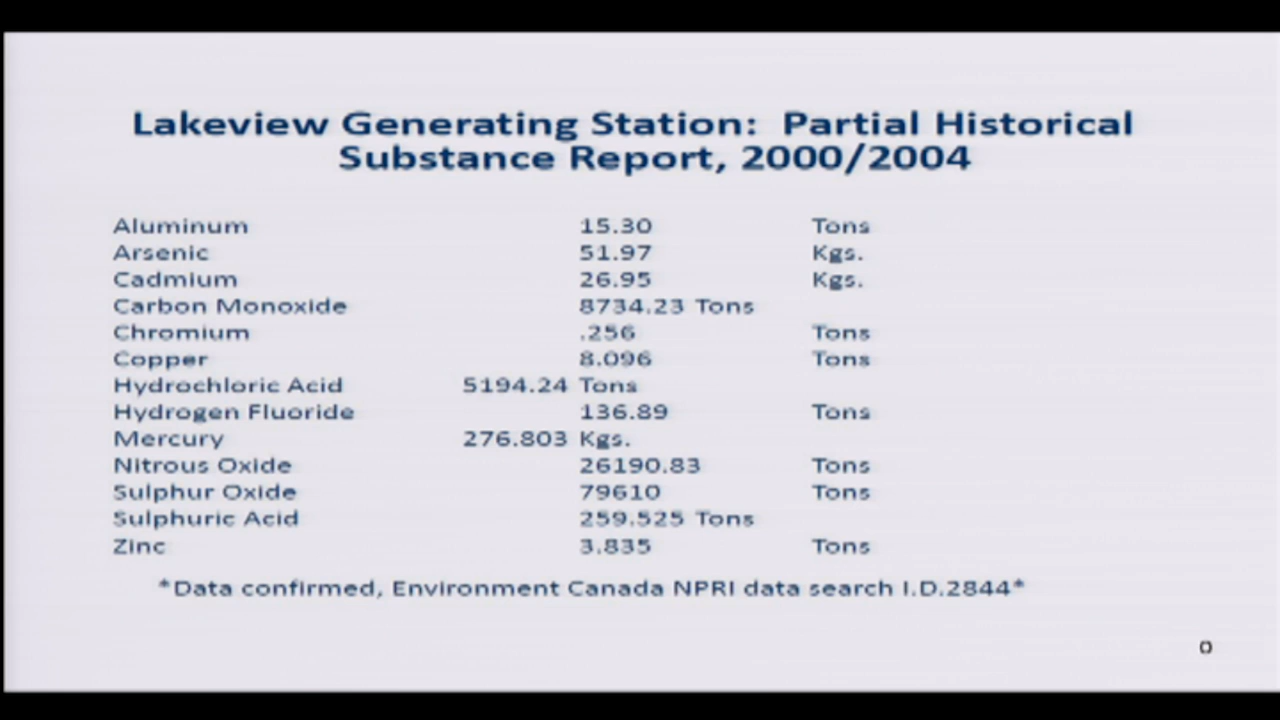 Lakeview Generating Station: Partial Historical
Substance Report, 2000/2004
Aluminum 15.30 Tons
Arsenic 51.97 Kgs.
Cadmium 26.95 Kgs.
Carbon Monoxide 8734.23 Tons
Chromium .256 Tons
Copper 8.096 Tons
Hydrochloric Acid 5194.24 Tons
Hydrogen Fluoride 136.89 Tons
Mercury 276.803 Kgs.
Nitrous Oxide 26190.83 Tons
Sulphur Oxide 79610 Tons
Sulphuric Acid 259.525 Tons
Zinc 3.835 Tons
*Data confirmed, Environment Canada NPRI data search I.D.2844*
0